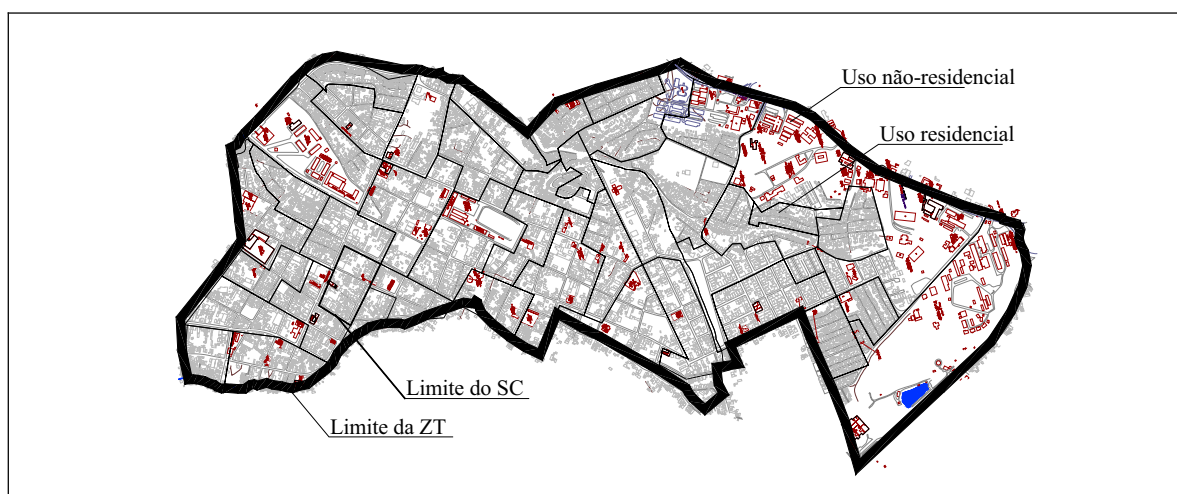 Uso não-residencial
Uso residencial
Limite do SC
Limite da ZT